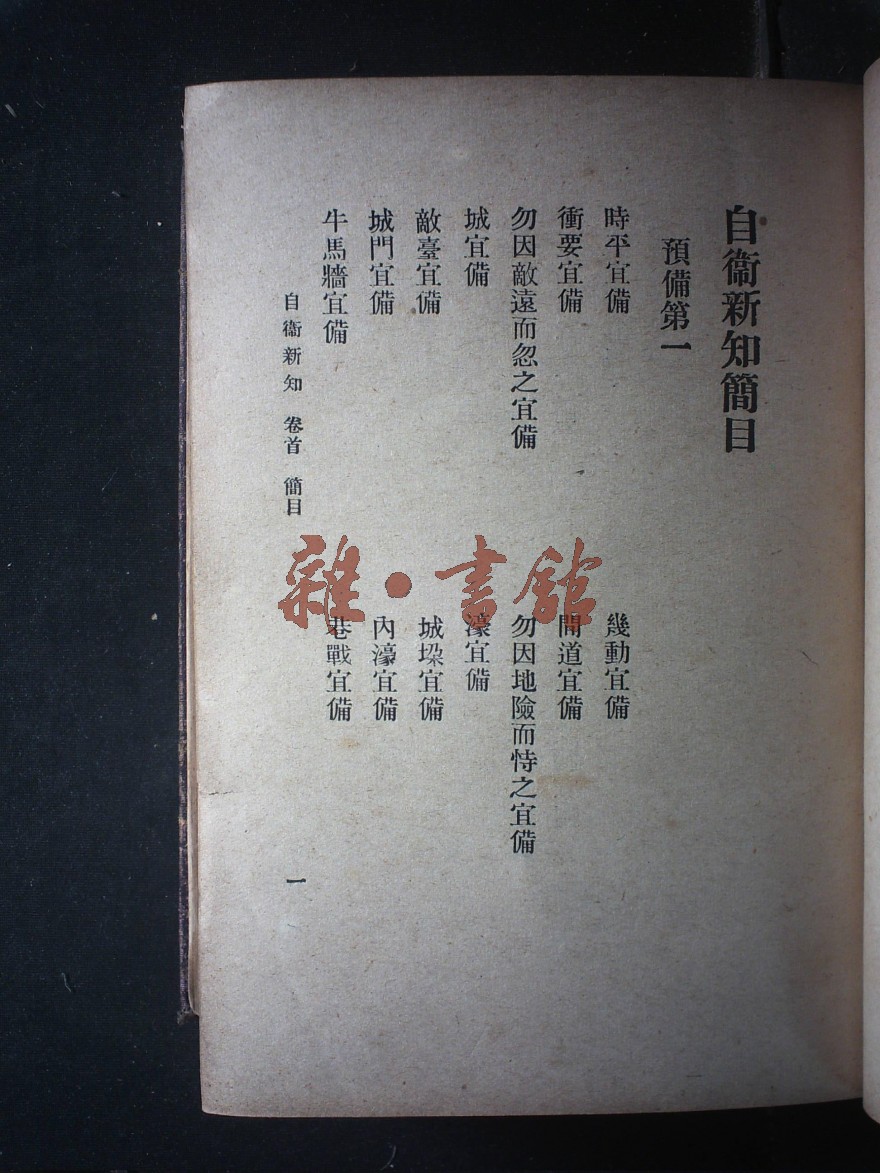 自衞新知簡目
預備第一
時平宜備
幾動宜備
衝要宜備
間道宜備
勿因敵遠而忽之宜備
勿因地險而恃之宜備
城宜備
濠宜備
敵臺宜備
城垜宜備
城門宜備
內濠宜備
牛馬牆宜備
巷戰宜備
自衞新知 卷首 簡目
一
雜·書館